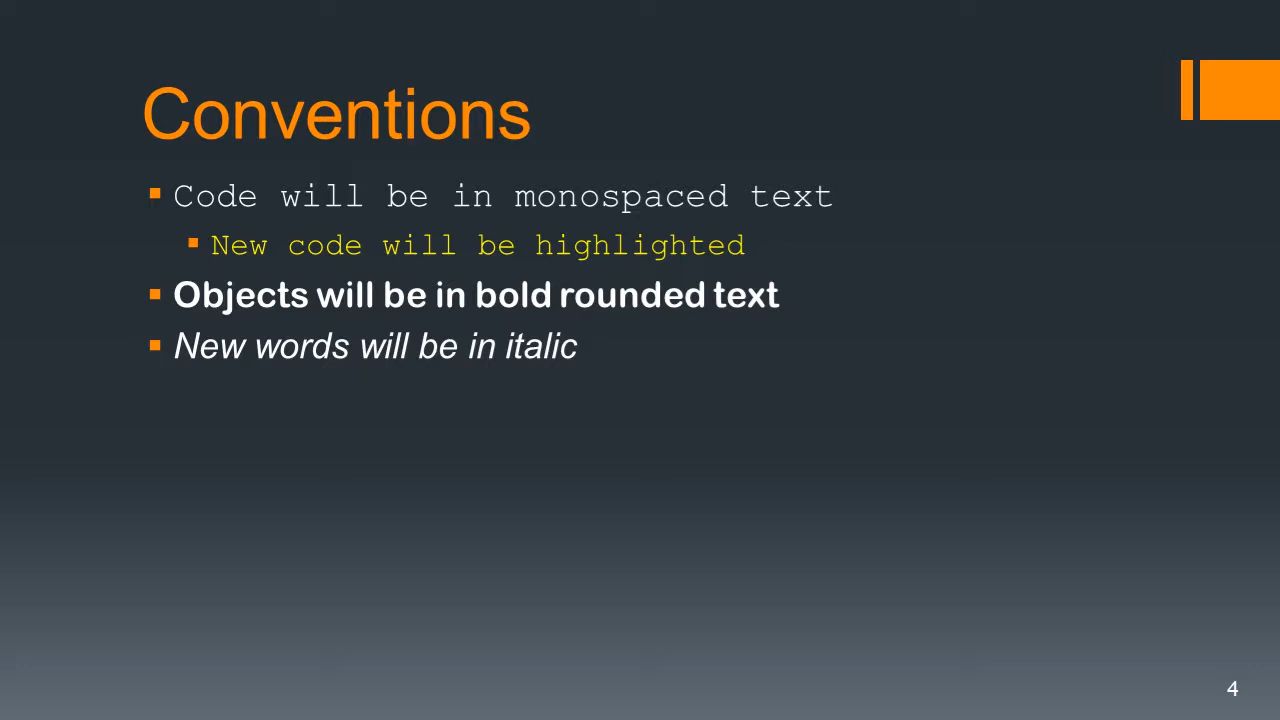 Conventions
Code will be in monospaced text
New code will be highlighted
Objects will be in bold rounded text
New words will be in italic
4